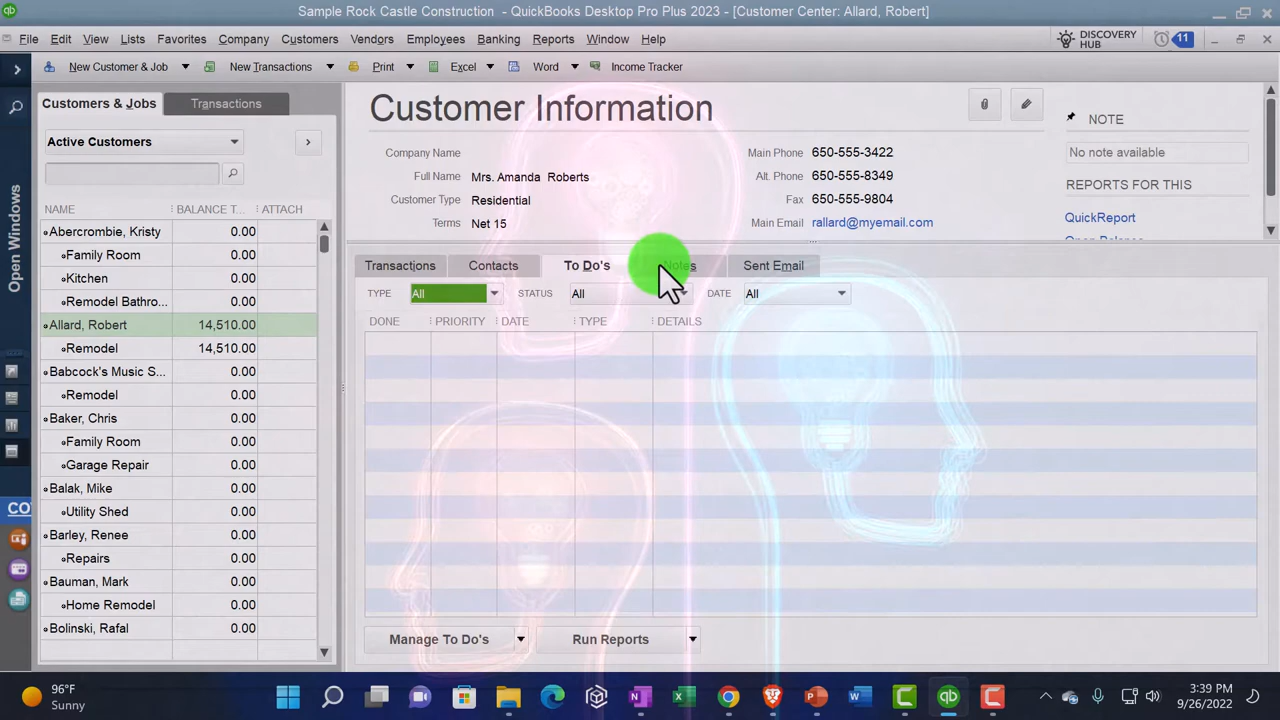 Sample Rock Castle Construction - QuickBooks Desktop Pro Plus 2023 - [Customer Center: Allard, Robert]
File Edit View Lists Favorites Company Customers Vendors Employees Banking Reports Window Help
DISCOVERY HUB 11
New Customer & Job New Transactions Print Excel Word Income Tracker
Open Windows
Customers & Jobs Transactions
Active Customers
NAME BALANCE T... ATTACH
Abercrombie, Kristy 0.00
Family Room 0.00
Kitchen 0.00
Remodel Bathro... 0.00
Allard, Robert 14,510.00
Remodel 14,510.00
Babcock's Music S... 0.00
Remodel 0.00
Baker, Chris 0.00
Family Room 0.00
Garage Repair 0.00
Balak, Mike 0.00
Utility Shed 0.00
Barley, Renee 0.00
Repairs 0.00
Bauman, Mark 0.00
Home Remodel 0.00
Bolinski, Rafal 0.00
Customer Information
Company Name
Full Name Mrs. Amanda Roberts
Customer Type Residential
Terms Net 15
Main Phone 650-555-3422
Alt. Phone 650-555-8349
Fax 650-555-9804
Main Email rallard@myemail.com
NOTE
No note available
REPORTS FOR THIS
QuickReport
Transactions Contacts To Do's Notes Sent Email
TYPE All STATUS All DATE All
DONE PRIORITY DATE TYPE DETAILS
Manage To Do's Run Reports
96°F
Sunny
3:39 PM
9/26/2022